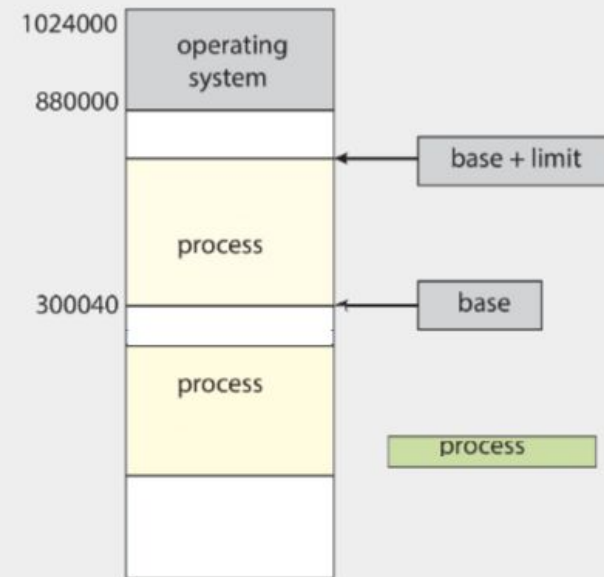 1024000
operating
system
880000
base + limit
process
300040
base
process
process